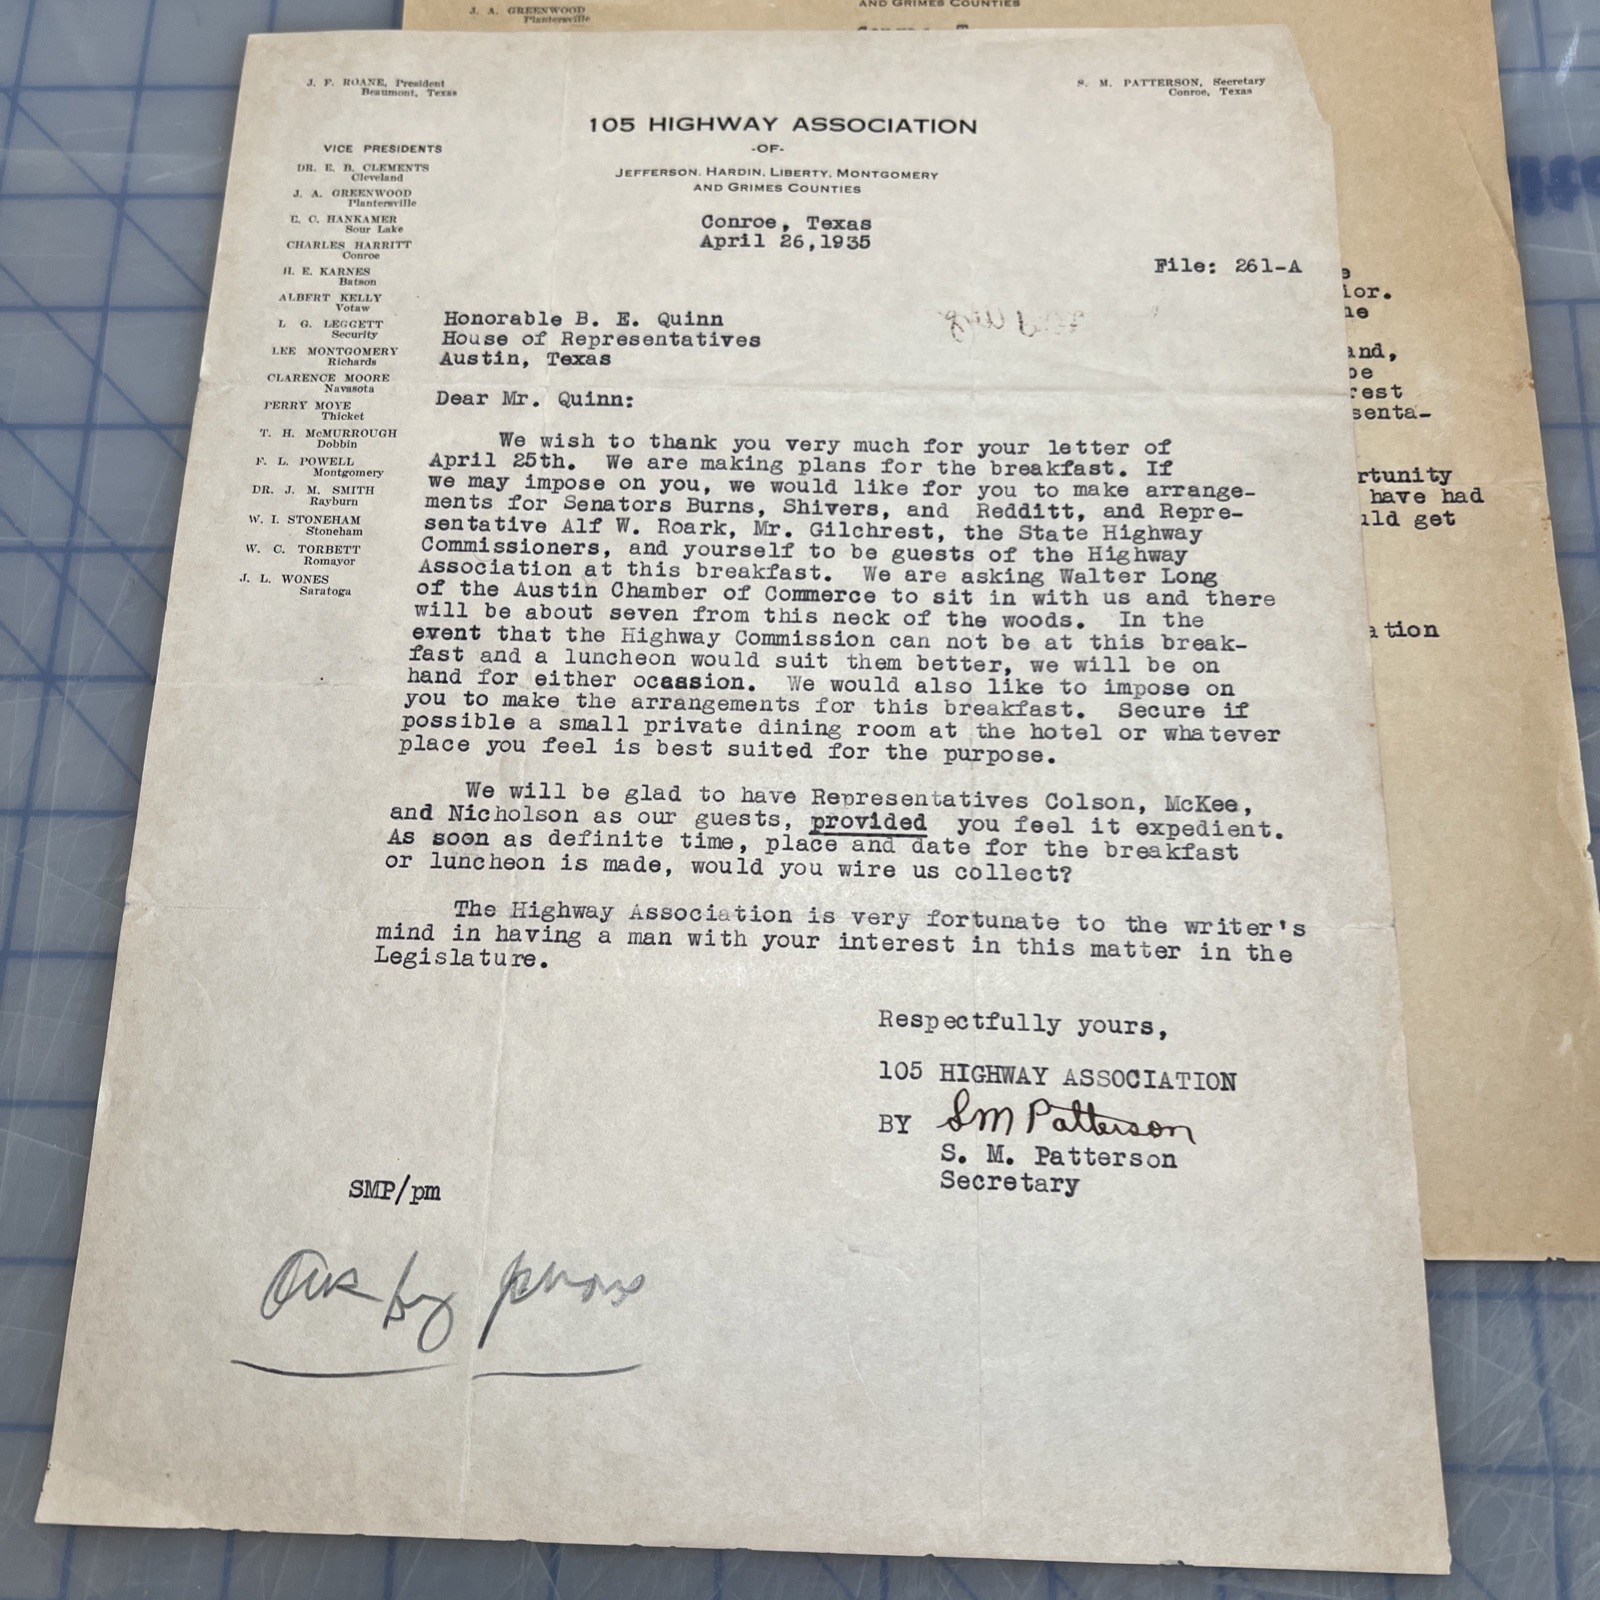 J. A. GREENWOOD
Plantersville
AND GRIMES COUNTIES
J. F. ROANE, President
Beaumont, Texas
S. M. PATTERSON, Secretary
Conroe, Texas
105 HIGHWAY ASSOCIATION
-OF-
JEFFERSON, HARDIN, LIBERTY, MONTGOMERY
AND GRIMES COUNTIES
VICE PRESIDENTS
DR. E. B. CLEMENTS
Cleveland
J. A. GREENWOOD
Plantersville
E. C. HANKAMER
Sour Lake
CHARLES HARRITT
Conroe
H. E. KARNES
Batson
ALBERT KELLY
Votaw
L. G. LEGGETT
Security
LEE MONTGOMERY
Richards
CLARENCE MOORE
Navasota
PERRY MOYE
Thicket
T. H. McMURROUGH
Dobbin
F. L. POWELL
Montgomery
DR. J. M. SMITH
Rayburn
W. I. STONEHAM
Stoneham
W. C. TORBETT
Romayor
J. L. WONES
Saratoga
Conroe, Texas
April 26,1935
File: 261-A
Honorable B. E. Quinn
House of Representatives
Austin, Texas
Dear Mr. Quinn:
We wish to thank you very much for your letter of
April 25th. We are making plans for the breakfast. If
we may impose on you, we would like for you to make arrange-
ments for Senators Burns, Shivers, and Redditt, and Repre-
sentative Alf W. Roark, Mr. Gilchrest, the State Highway
Commissioners, and yourself to be guests of the Highway
Association at this breakfast. We are asking Walter Long
of the Austin Chamber of Commerce to sit in with us and there
will be about seven from this neck of the woods. In the
event that the Highway Commission can not be at this break-
fast and a luncheon would suit them better, we will be on
hand for either ocaasion. We would also like to impose on
you to make the arrangements for this breakfast. Secure if
possible a small private dining room at the hotel or whatever
place you feel is best suited for the purpose.
We will be glad to have Representatives Colson, McKee,
and Nicholson as our guests, provided you feel it expedient.
As soon as definite time, place and date for the breakfast
or luncheon is made, would you wire us collect?
The Highway Association is very fortunate to the writer's
mind in having a man with your interest in this matter in the
Legislature.
Respectfully yours,
105 HIGHWAY ASSOCIATION
BY SM Patterson
S. M. Patterson
Secretary
SMP/pm
by phone
ior.
and,
rest
senta-
rtunity
have had
uld get
ation